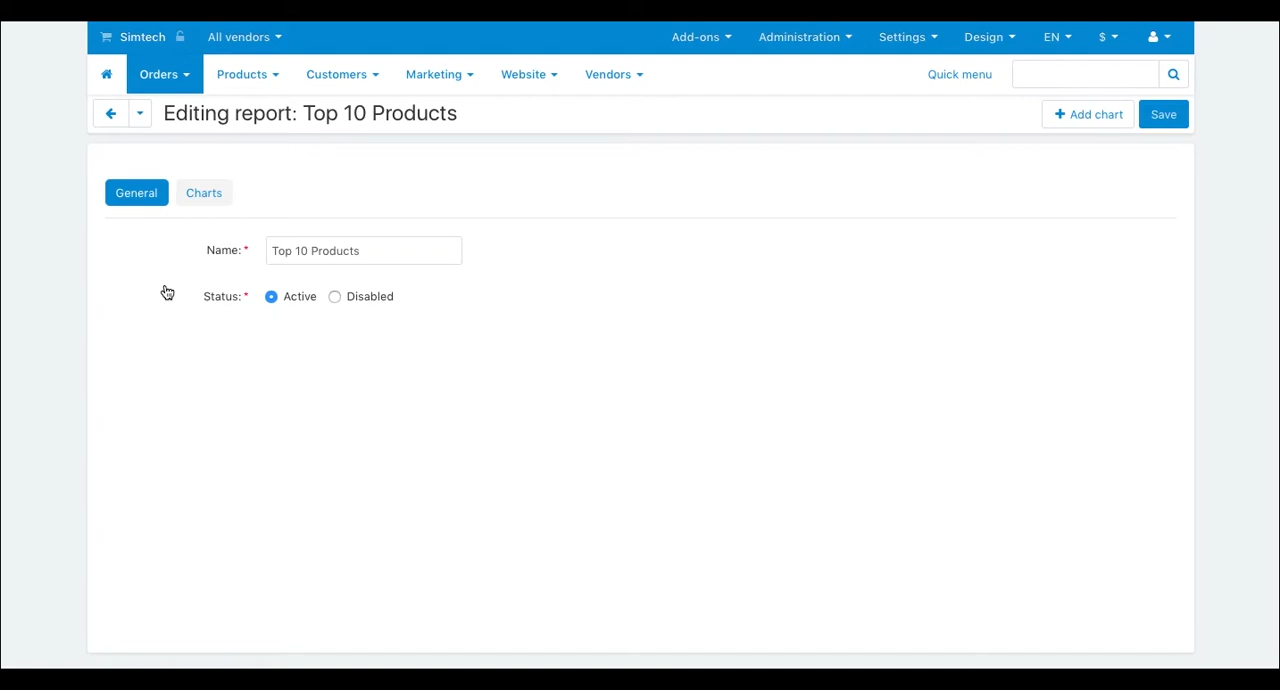 Simtech All vendors Add-ons Administration Settings Design EN $
Orders Products Customers Marketing Website Vendors Quick menu
Editing report: Top 10 Products + Add chart Save
General Charts
Name: * Top 10 Products
Status: * Active Disabled